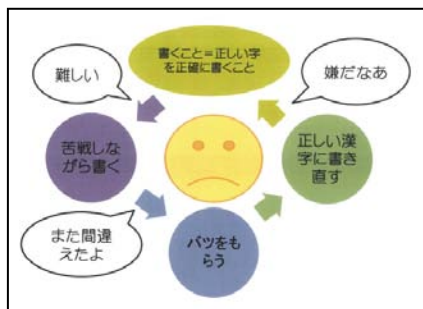 書くこと＝正しい字
を正確に書くこと
難しい
嫌だなあ
苦戦しな
がら書く
正しい漢
字に書き
直す
また間違
えたよ
バツをも
らう